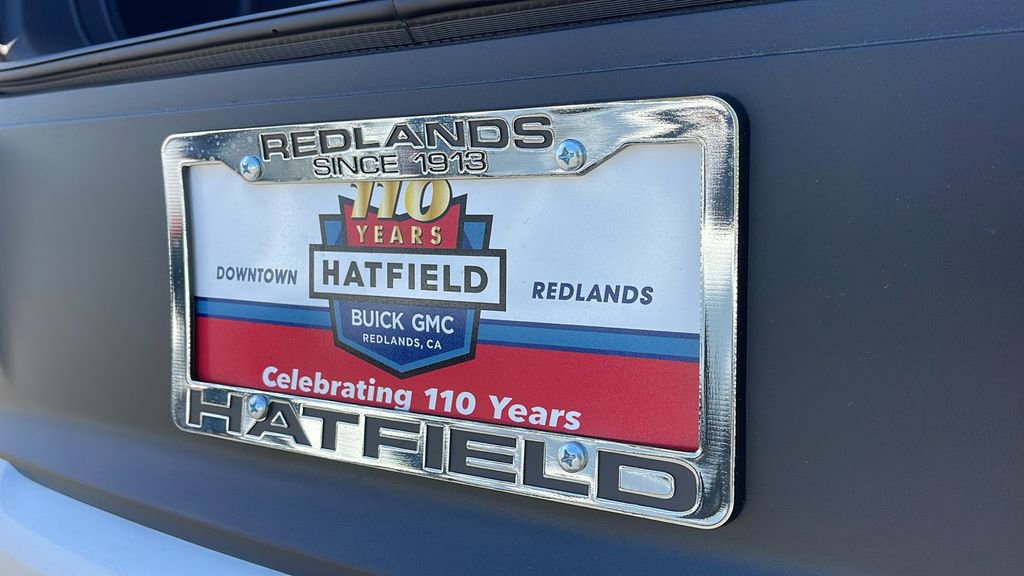 REDLANDS
SINCE 1913
110
YEARS
DOWNTOWN
HATFIELD
REDLANDS
BUICK GMC
REDLANDS, CA
Celebrating 110 Years
HATFIELD